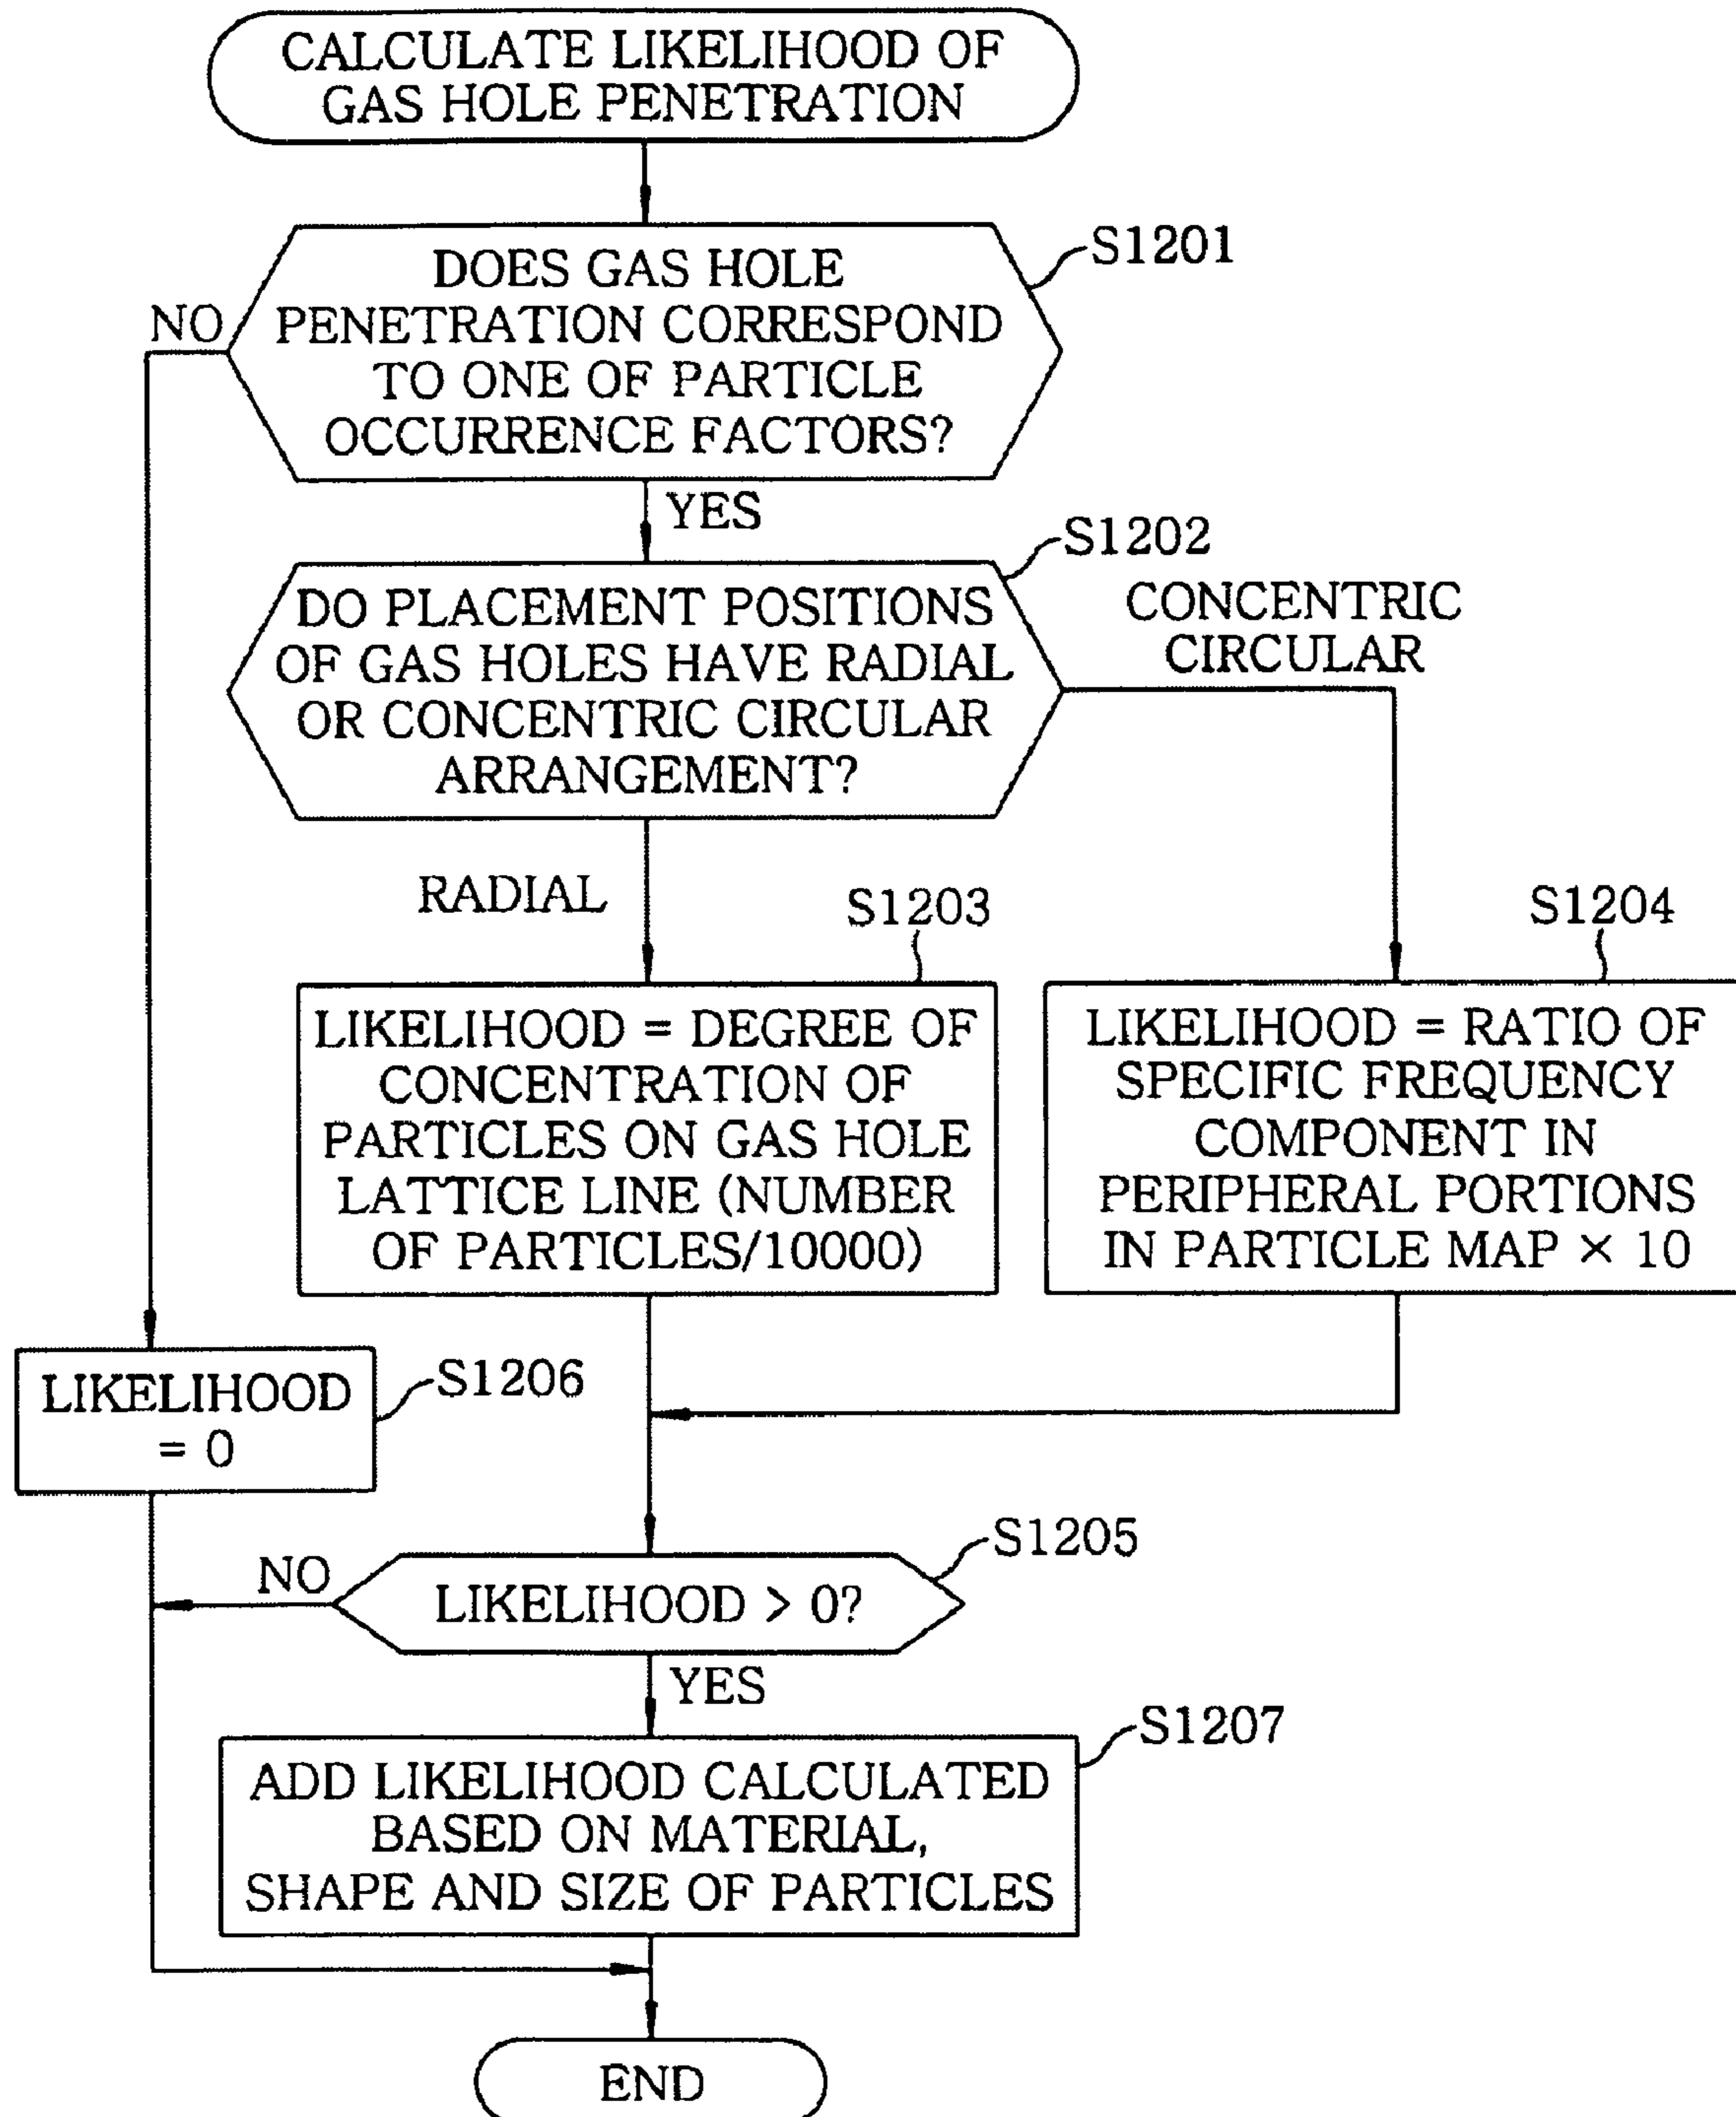 CALCULATE LIKELIHOOD OF
GAS HOLE PENETRATION
S1201
DOES GAS HOLE
PENETRATION CORRESPOND
TO ONE OF PARTICLE
OCCURRENCE FACTORS?
NO
YES
S1202
DO PLACEMENT POSITIONS
OF GAS HOLES HAVE RADIAL
OR CONCENTRIC CIRCULAR
ARRANGEMENT?
CONCENTRIC
CIRCULAR
RADIAL
S1203
LIKELIHOOD = DEGREE OF
CONCENTRATION OF
PARTICLES ON GAS HOLE
LATTICE LINE (NUMBER
OF PARTICLES/10000)
S1204
LIKELIHOOD = RATIO OF
SPECIFIC FREQUENCY
COMPONENT IN
PERIPHERAL PORTIONS
IN PARTICLE MAP × 10
LIKELIHOOD
= 0
S1206
S1205
NO
LIKELIHOOD > 0?
YES
S1207
ADD LIKELIHOOD CALCULATED
BASED ON MATERIAL,
SHAPE AND SIZE OF PARTICLES
END